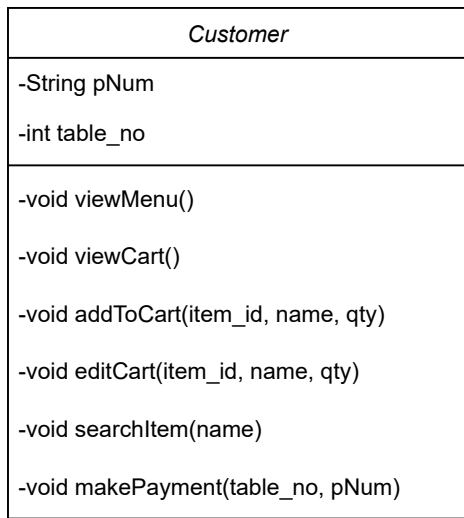 Customer
-String pNum
-int table_no
-void viewMenu()
-void viewCart()
-void addToCart(item_id, name, qty)
-void editCart(item_id, name, qty)
-void searchItem(name)
-void makePayment(table_no, pNum)